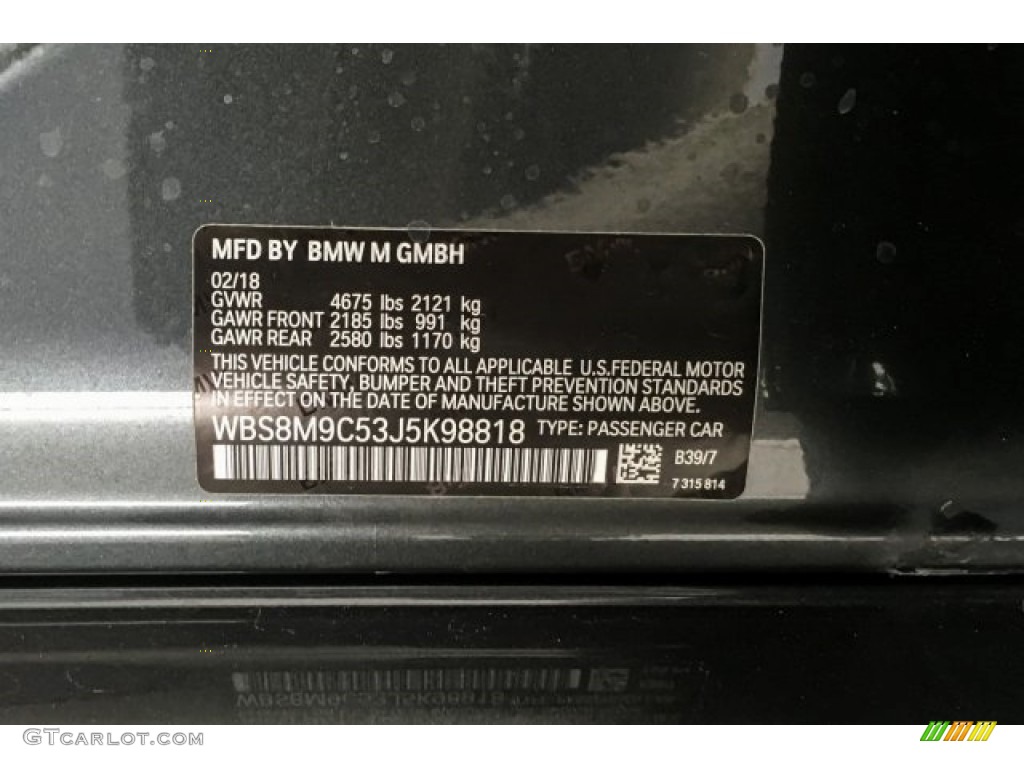 MFD BY BMW M GMBH
02/18
GVWR 4675 lbs 2121 kg
GAWR FRONT 2185 lbs 991 kg
GAWR REAR 2580 lbs 1170 kg
THIS VEHICLE CONFORMS TO ALL APPLICABLE U.S.FEDERAL MOTOR
VEHICLE SAFETY, BUMPER AND THEFT PREVENTION STANDARDS
IN EFFECT ON THE DATE OF MANUFACTURE SHOWN ABOVE.
WBS8M9C53J5K98818 TYPE: PASSENGER CAR
B39/7
7 315 814
GTCarLot.com